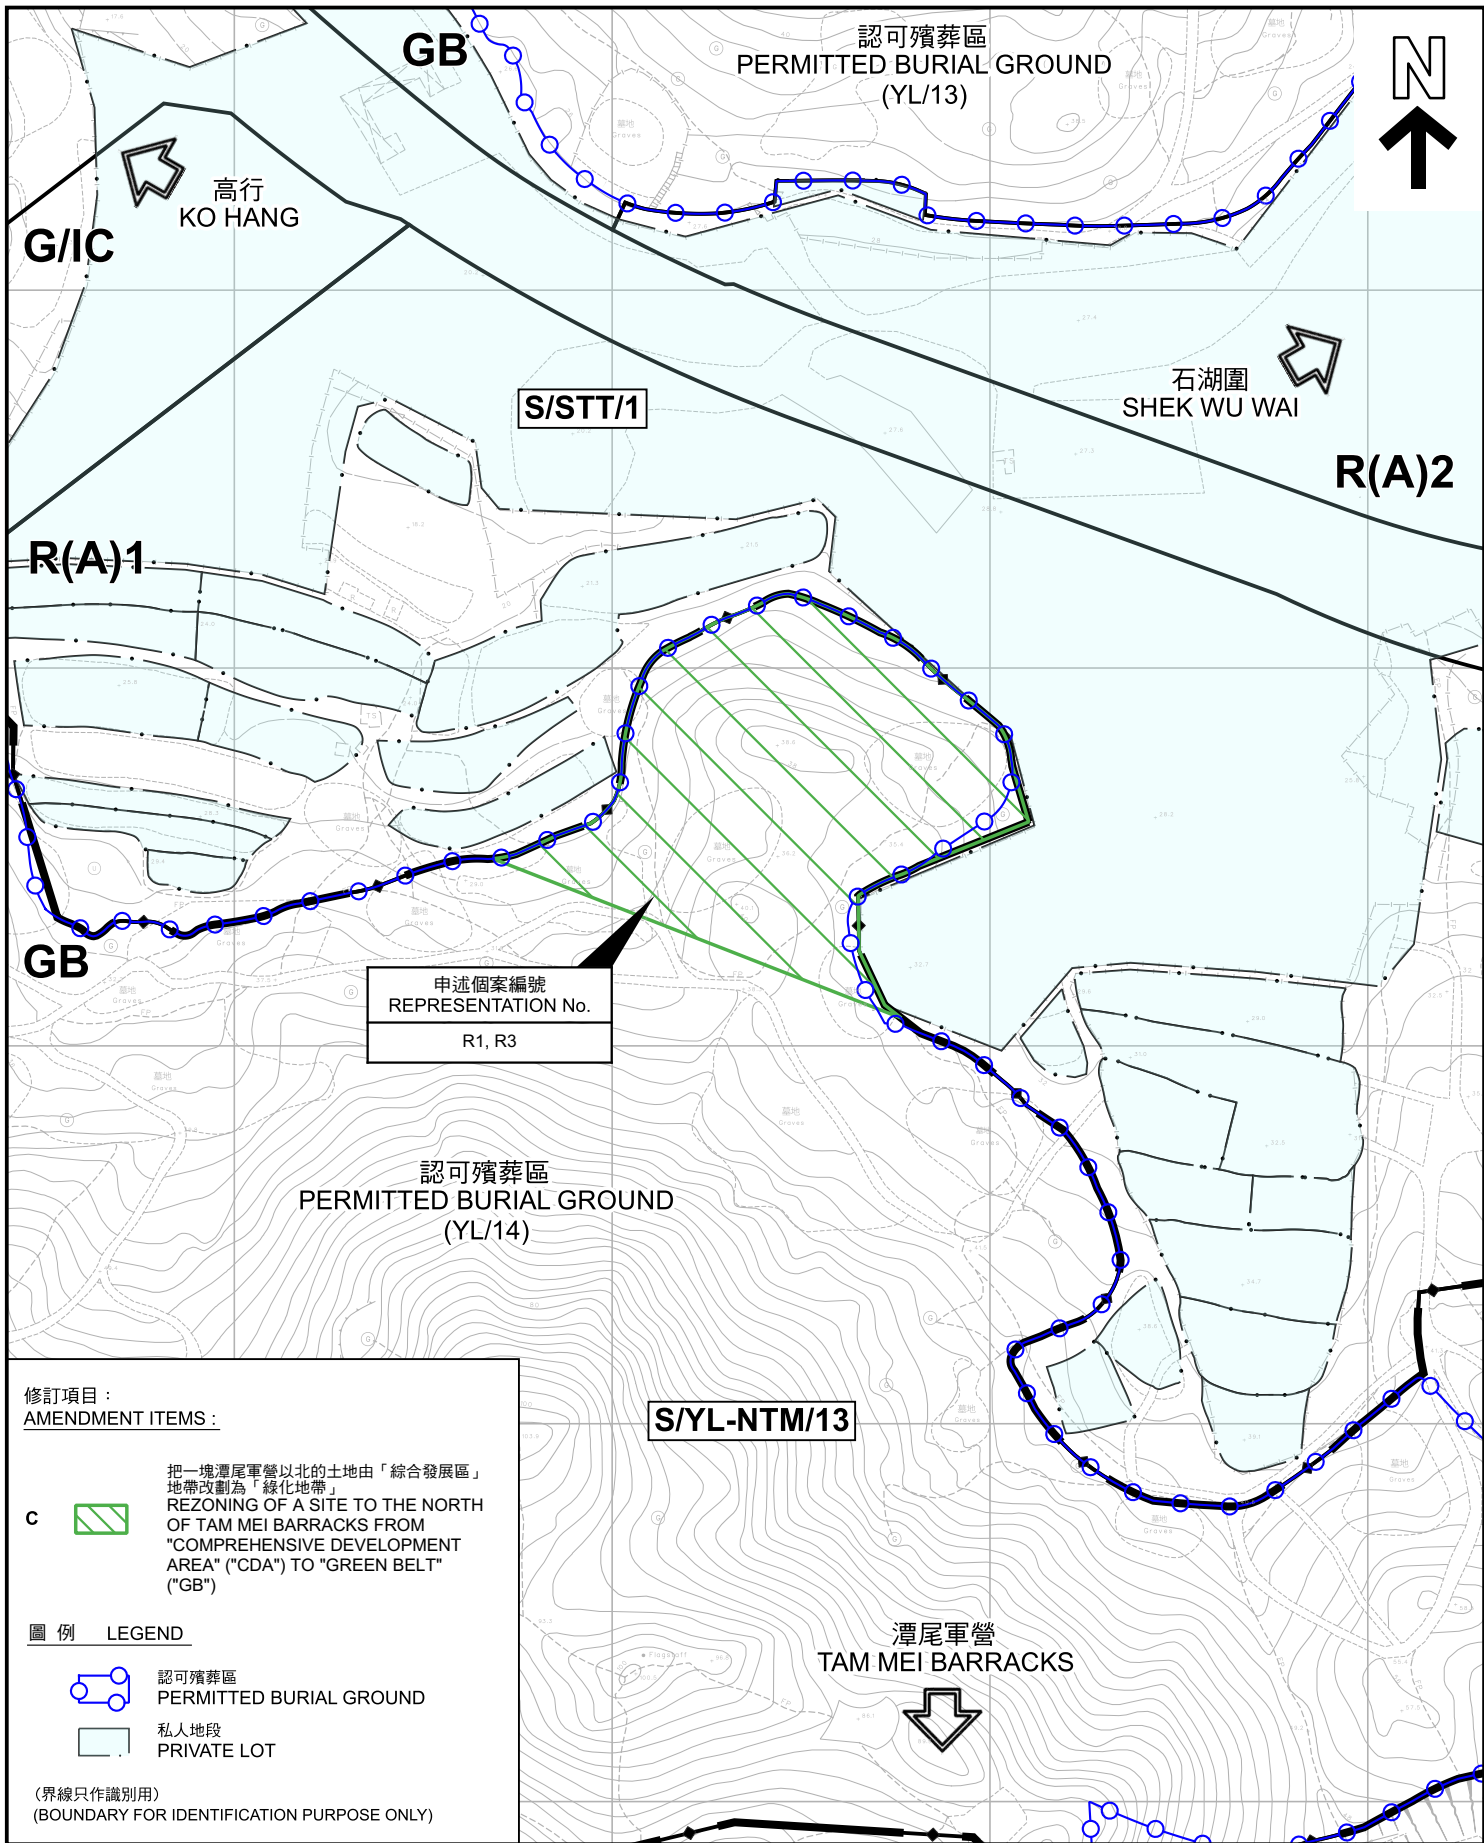 GB
認可殯葬區
PERMITTED BURIAL GROUND
(YL/13)
N
高行
KO HANG
G/IC
石湖圍
SHEK WU WAI
S/STT/1
R(A)2
R(A)1
GB
申述個案編號
REPRESENTATION No.
R1, R3
認可殯葬區
PERMITTED BURIAL GROUND
(YL/14)
S/YL-NTM/13
潭尾軍營
TAM MEI BARRACKS
Flagstaff
修訂項目：
AMENDMENT ITEMS :
C
把一塊潭尾軍營以北的土地由「綜合發展區」
地帶改劃為「綠化地帶」
REZONING OF A SITE TO THE NORTH
OF TAM MEI BARRACKS FROM
"COMPREHENSIVE DEVELOPMENT
AREA" ("CDA") TO "GREEN BELT"
("GB")
圖 例 LEGEND
認可殯葬區
PERMITTED BURIAL GROUND
私人地段
PRIVATE LOT
（界線只作識別用）
(BOUNDARY FOR IDENTIFICATION PURPOSE ONLY)